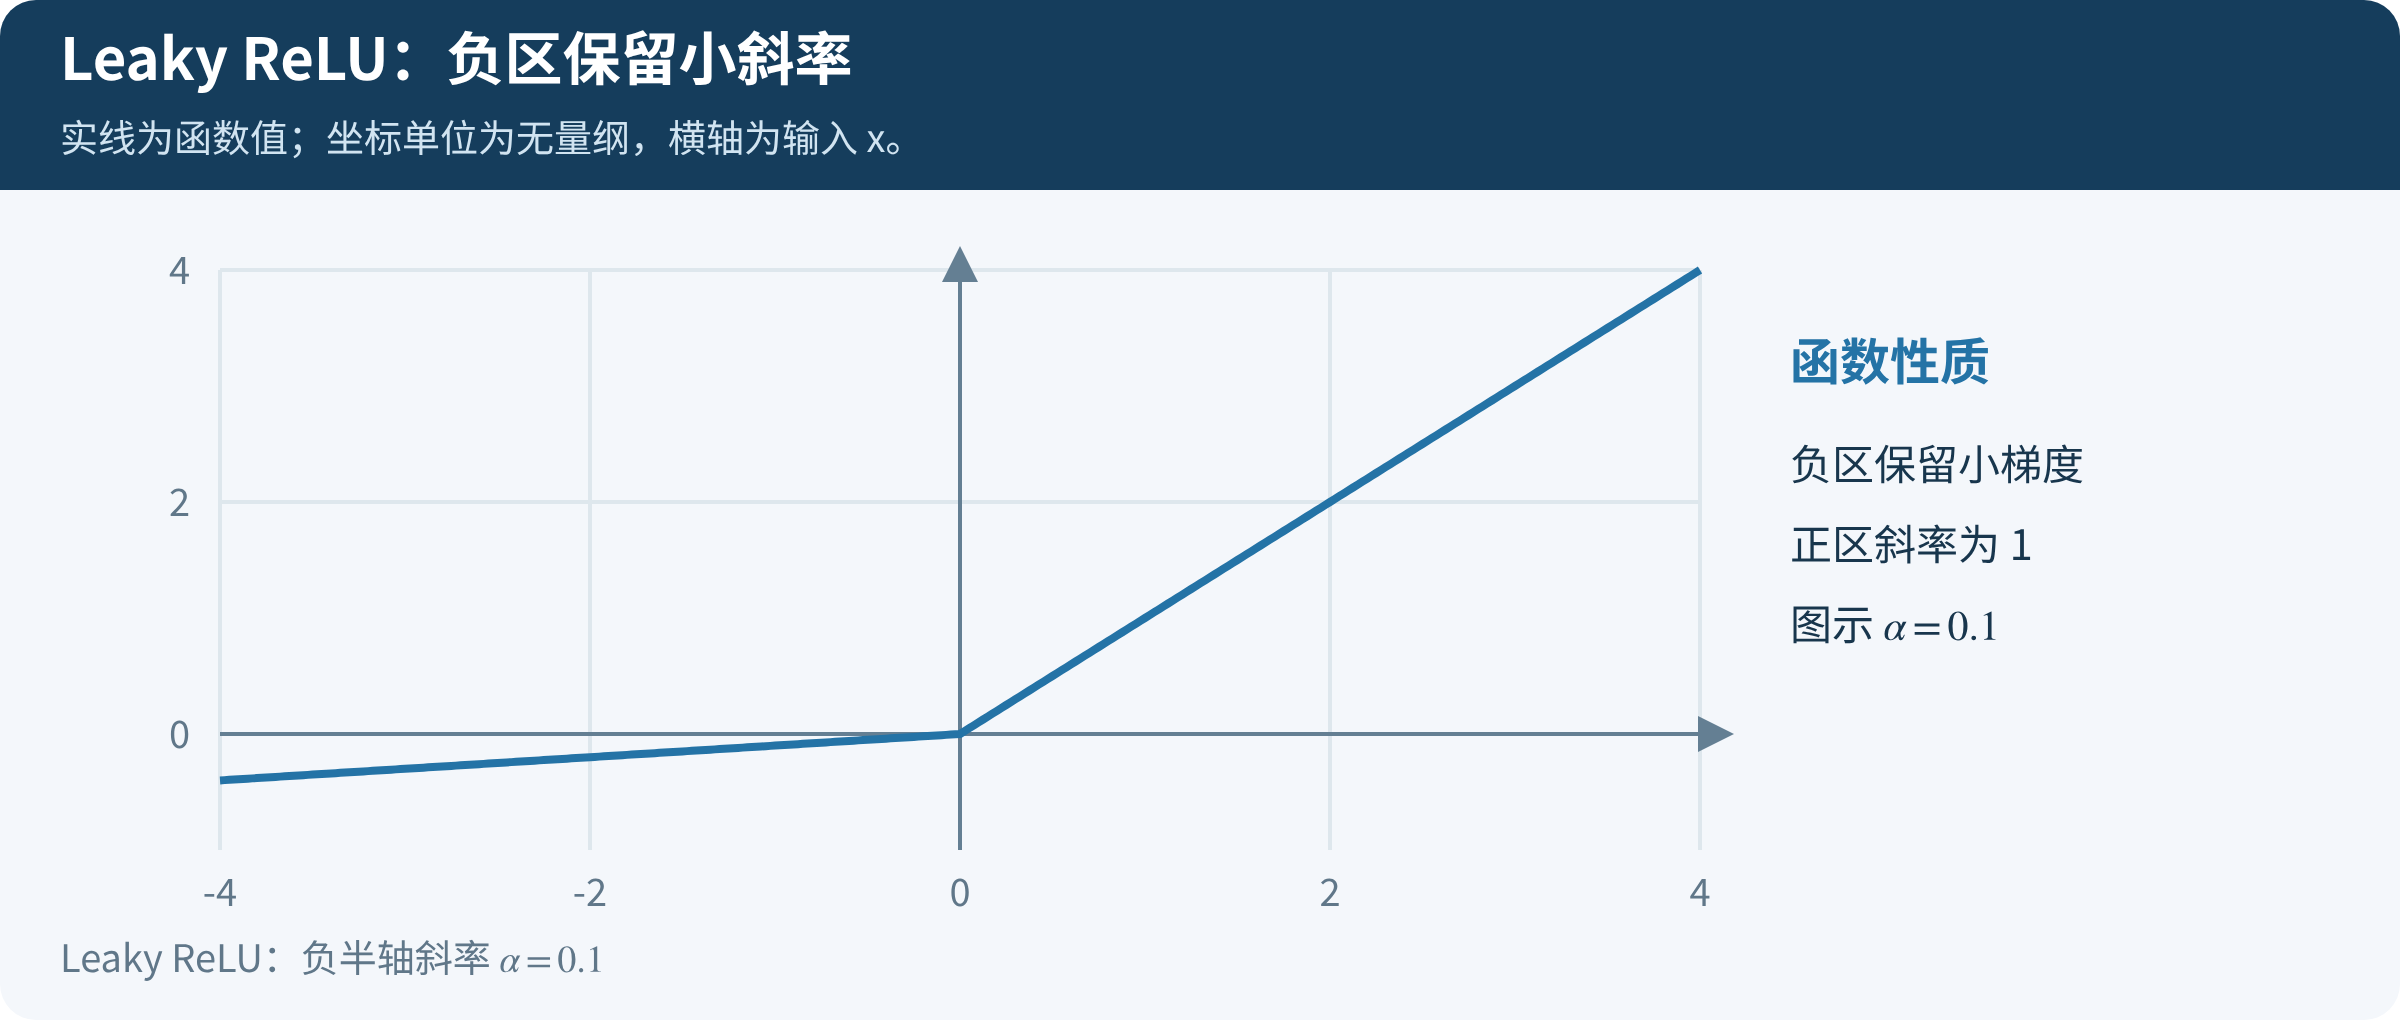 Leaky ReLU：负区保留小斜率
实线为函数值；坐标单位为无量纲，横轴为输入 x。
4
2
0
-4
-2
0
2
4
函数性质
负区保留小梯度
正区斜率为 1
图示 α = 0.1
Leaky ReLU：负半轴斜率 α = 0.1